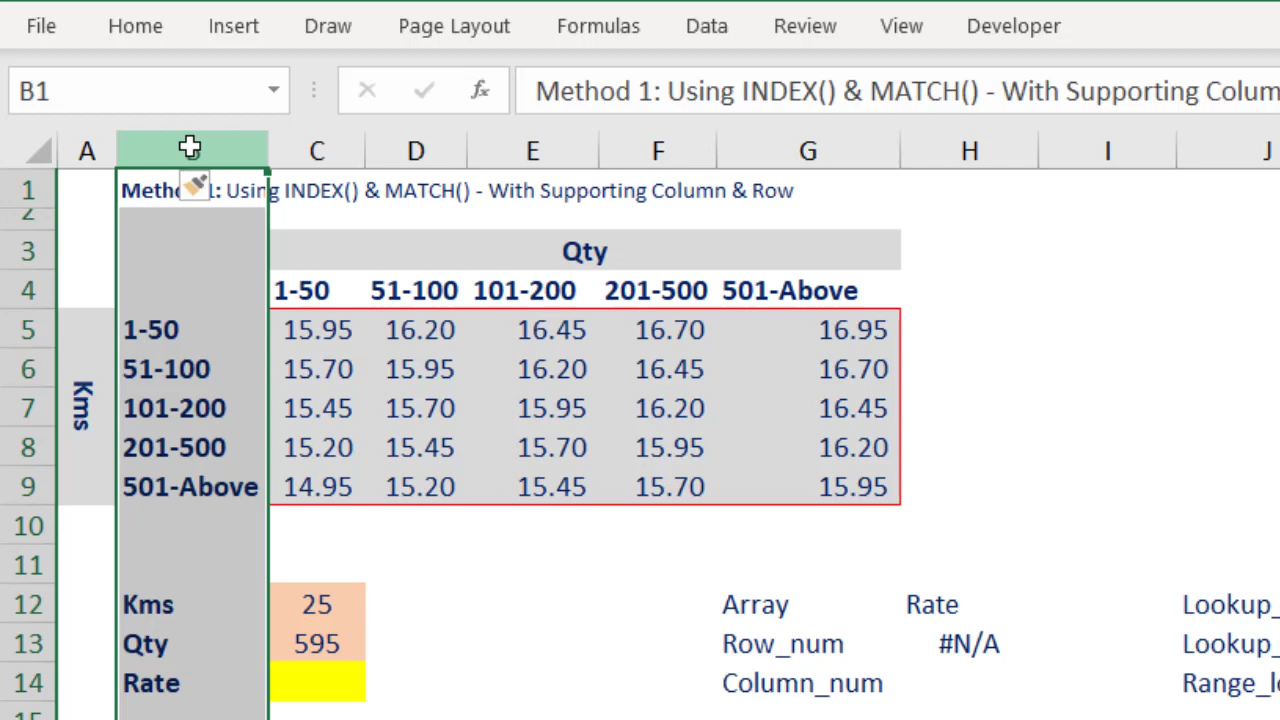 File Home Insert Draw Page Layout Formulas Data Review View Developer
B1 fx Method 1: Using INDEX() & MATCH() - With Supporting Colum
A C D E F G H I J
1 Using INDEX() & MATCH() - With Supporting Column & Row
2
3 Qty
4 1-50 51-100 101-200 201-500 501-Above
5 1-50 15.95 16.20 16.45 16.70 16.95
6 51-100 15.70 15.95 16.20 16.45 16.70
Kms
7 101-200 15.45 15.70 15.95 16.20 16.45
8 201-500 15.20 15.45 15.70 15.95 16.20
9 501-Above 14.95 15.20 15.45 15.70 15.95
10
11
12 Kms 25 Array Rate Lookup_
13 Qty 595 Row_num #N/A Lookup_
14 Rate Column_num Range_lo
15